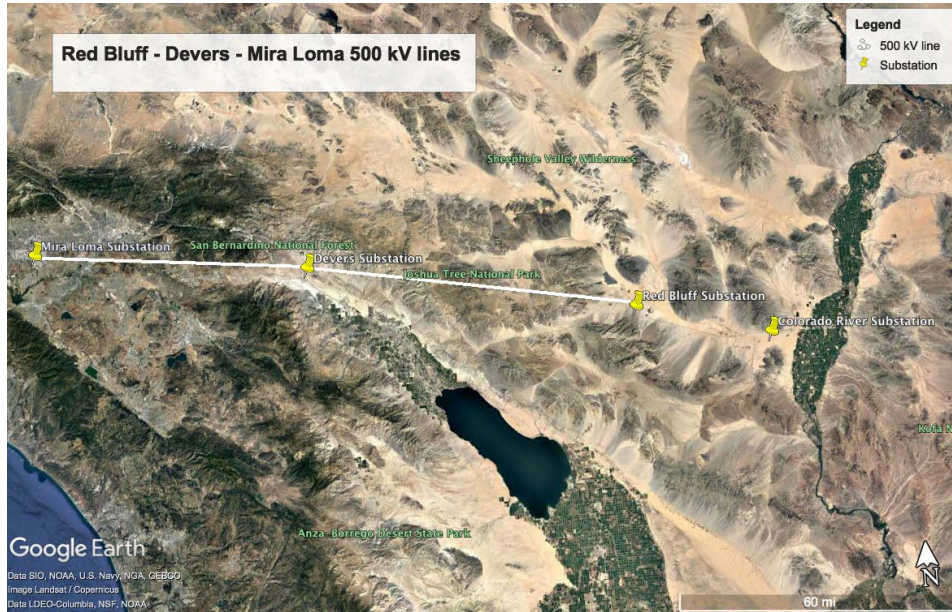 Red Bluff - Devers - Mira Loma 500 kV lines
Legend
500 kV line
Substation
Sheephole Valley Wilderness
Mira Loma Substation
San Bernardino National Forest
Devers Substation
Joshua Tree National Park
Red Bluff Substation
Colorado River Substation
Kofa N
Anza-Borrego Desert State Park
Google Earth
Data SIO, NOAA, U.S. Navy, NGA, GEBCO
Image Landsat / Copernicus
Data LDEO-Columbia, NSF, NOAA
N
60 mi